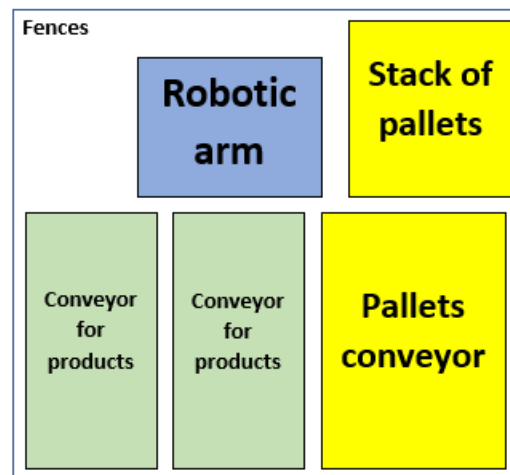 Fences
Robotic
arm
Stack of
pallets
Conveyor
for
products
Conveyor
for
products
Pallets
conveyor